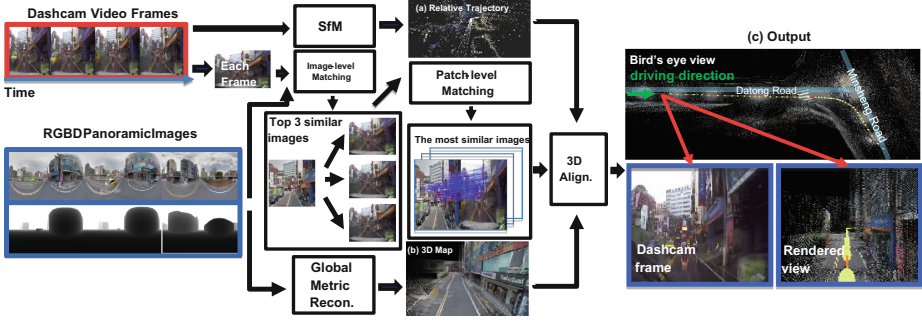 Dashcam Video Frames
Each Frame
Time
RGBDPanoramicImages
SfM
Image-level
Matching
Top 3 similar
images
Global
Metric
Recon.
(a) Relative Trajectory
Patch-level
Matching
The most similar images
(b) 3D Map
3D
Align.
(c) Output
Bird's eye view
driving direction
Datong Road
Minsheng Road
Dashcam
frame
Rendered
view